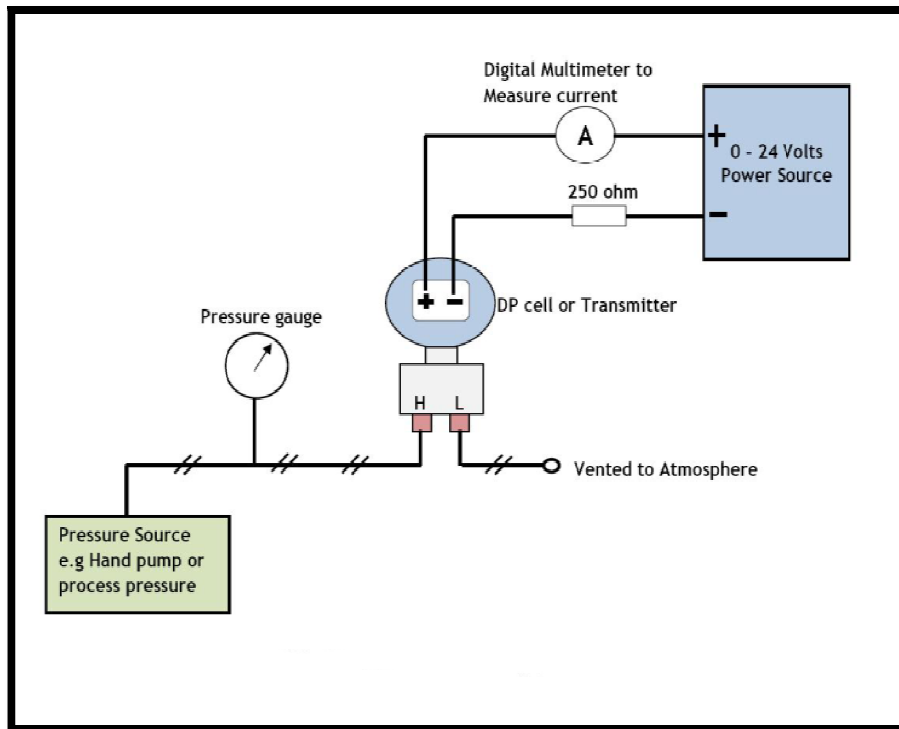 Digital Multimeter to
Measure current
A
+
0 - 24 Volts
Power Source
250 ohm
−
+ −
DP cell or Transmitter
Pressure gauge
H L
Vented to Atmosphere
Pressure Source
e.g Hand pump or
process pressure